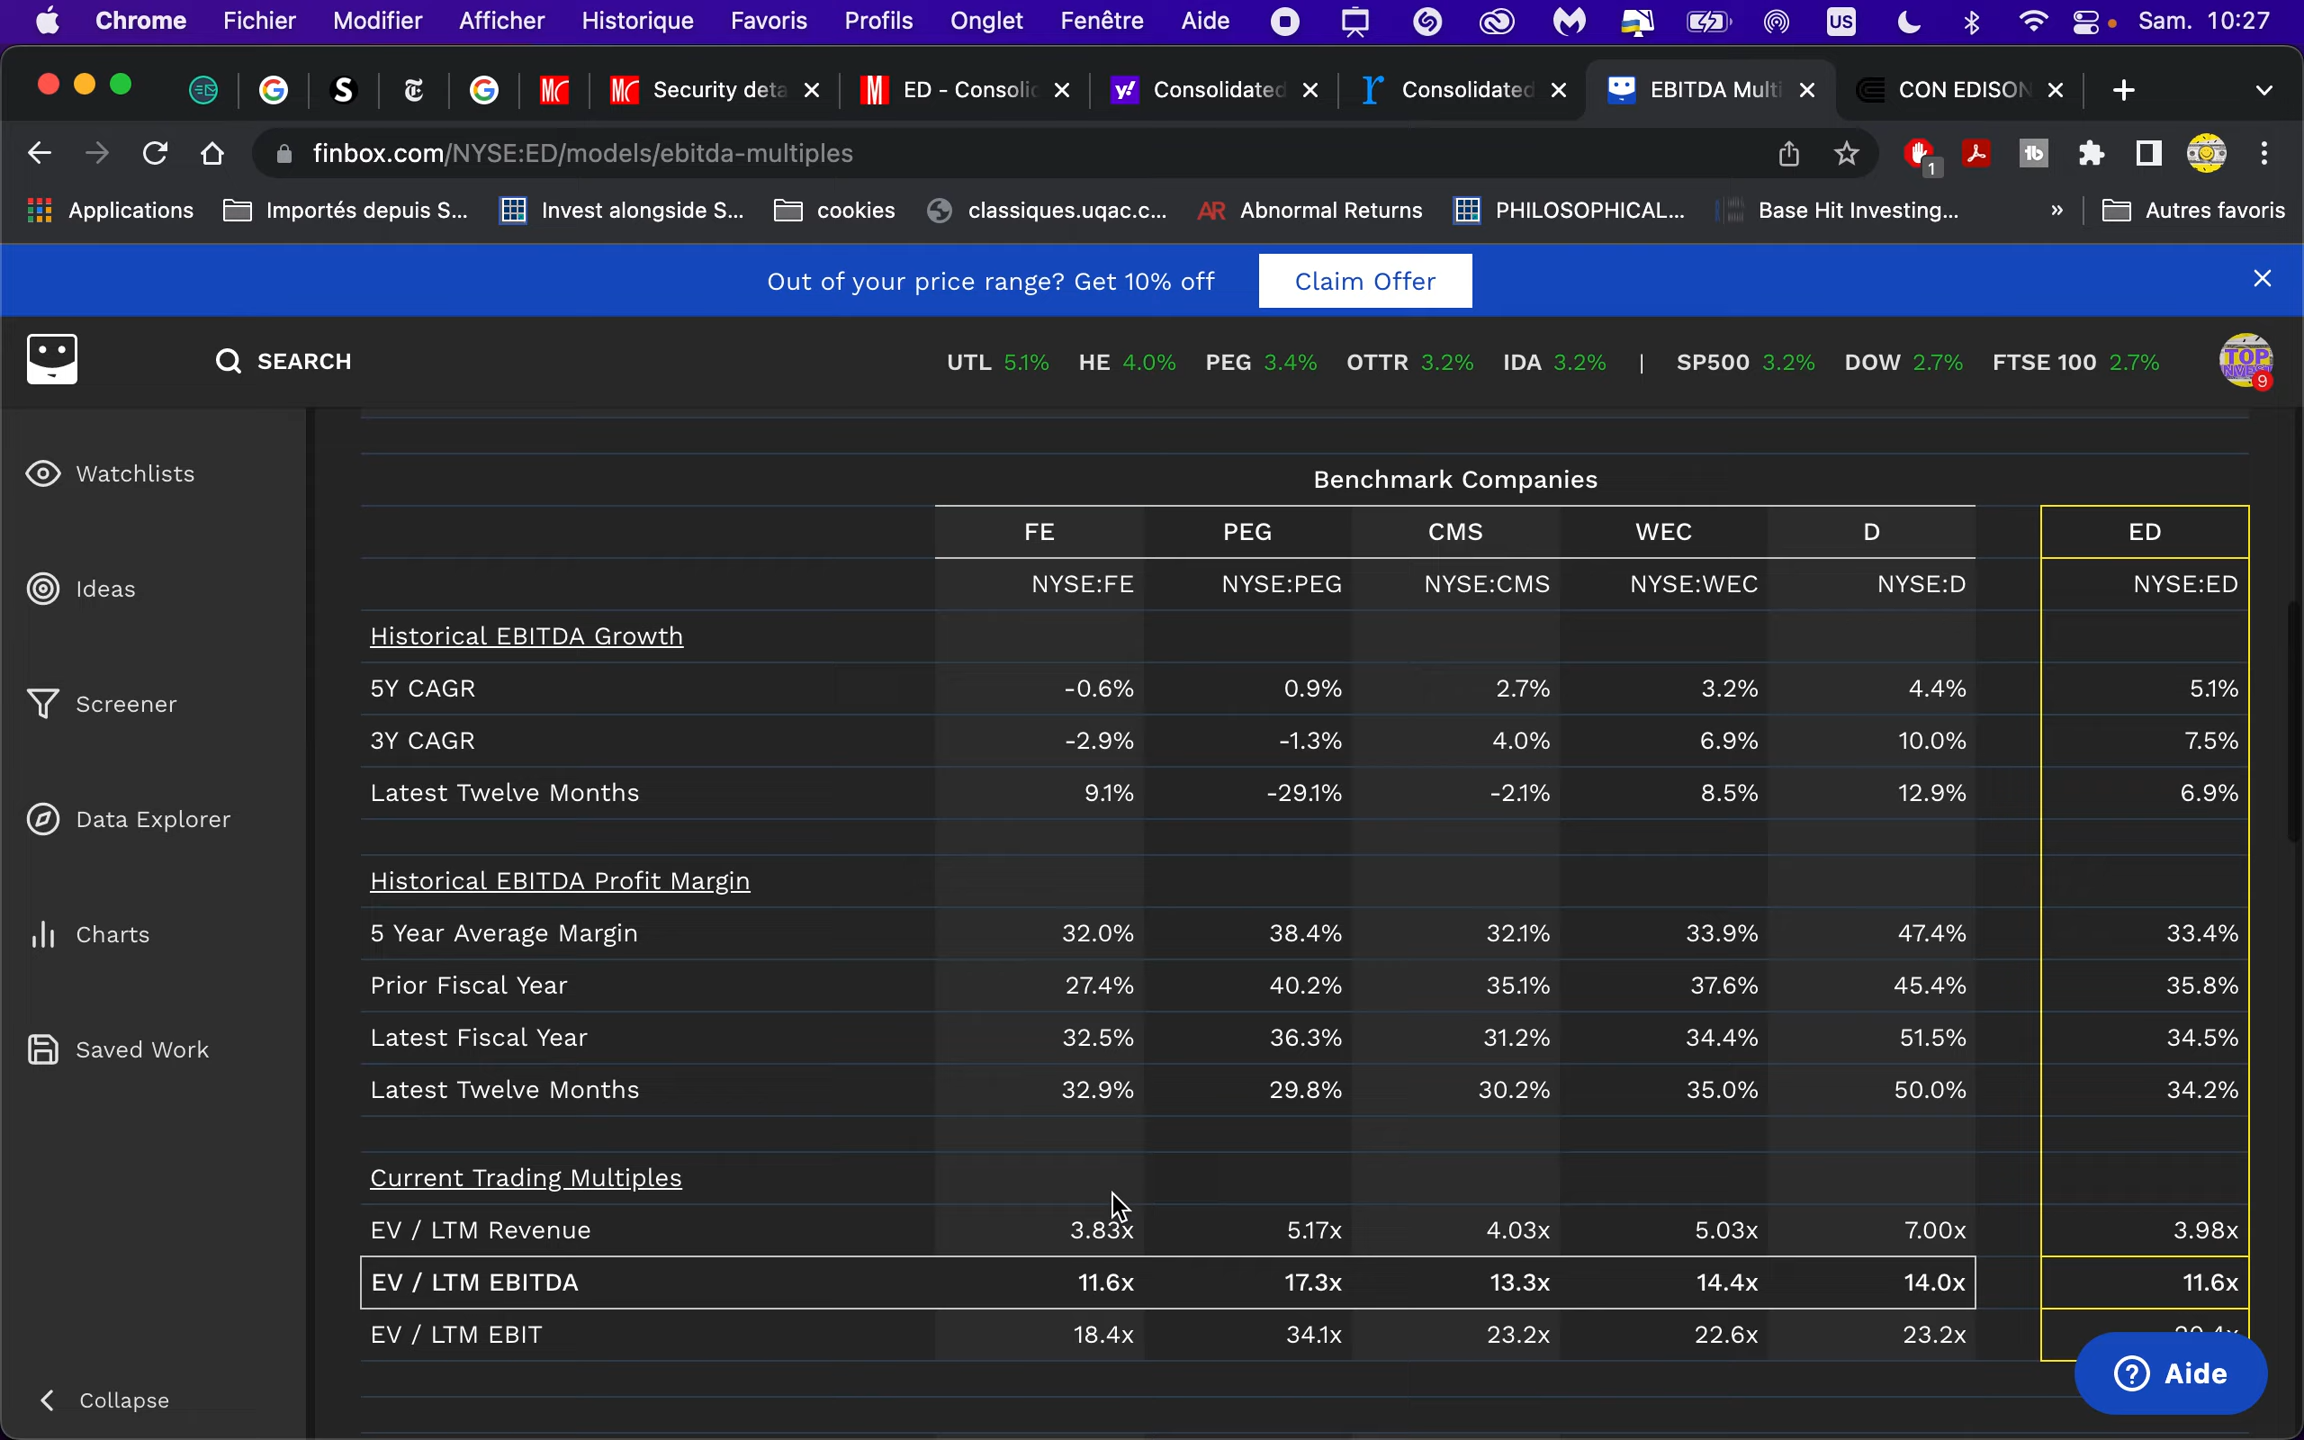 Chrome Fichier Modifier Afficher Historique Favoris Profils Onglet Fenêtre Aide US Sam. 10:27
Security deta ED - Consolic Consolidated Consolidated EBITDA Multi CON EDISON
finbox.com/NYSE:ED/models/ebitda-multiples 1
Applications Importés depuis S... Invest alongside S... cookies classiques.uqac.c... AR Abnormal Returns PHILOSOPHICAL... Base Hit Investing... » Autres favoris
Out of your price range? Get 10% off Claim Offer
SEARCH UTL 5.1% HE 4.0% PEG 3.4% OTTR 3.2% IDA 3.2% | SP500 3.2% DOW 2.7% FTSE 100 2.7% TOP 9
Watchlists
Ideas
Screener
Data Explorer
Charts
Saved Work
Collapse
Benchmark Companies
FE PEG CMS WEC D ED
NYSE:FE NYSE:PEG NYSE:CMS NYSE:WEC NYSE:D NYSE:ED
Historical EBITDA Growth
5Y CAGR -0.6% 0.9% 2.7% 3.2% 4.4% 5.1%
3Y CAGR -2.9% -1.3% 4.0% 6.9% 10.0% 7.5%
Latest Twelve Months 9.1% -29.1% -2.1% 8.5% 12.9% 6.9%
Historical EBITDA Profit Margin
5 Year Average Margin 32.0% 38.4% 32.1% 33.9% 47.4% 33.4%
Prior Fiscal Year 27.4% 40.2% 35.1% 37.6% 45.4% 35.8%
Latest Fiscal Year 32.5% 36.3% 31.2% 34.4% 51.5% 34.5%
Latest Twelve Months 32.9% 29.8% 30.2% 35.0% 50.0% 34.2%
Current Trading Multiples
EV / LTM Revenue 3.83x 5.17x 4.03x 5.03x 7.00x 3.98x
EV / LTM EBITDA 11.6x 17.3x 13.3x 14.4x 14.0x 11.6x
EV / LTM EBIT 18.4x 34.1x 23.2x 22.6x 23.2x
Aide